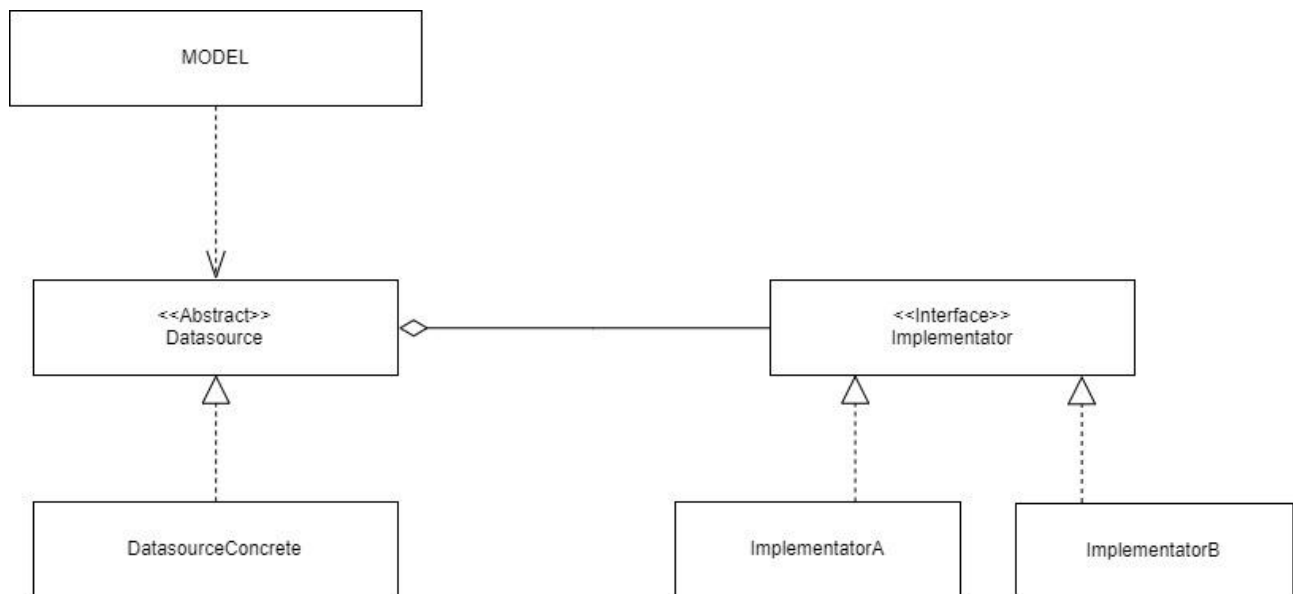 MODEL
<<Abstract>>
Datasource
<<Interface>>
Implementator
DatasourceConcrete
ImplementatorA
ImplementatorB